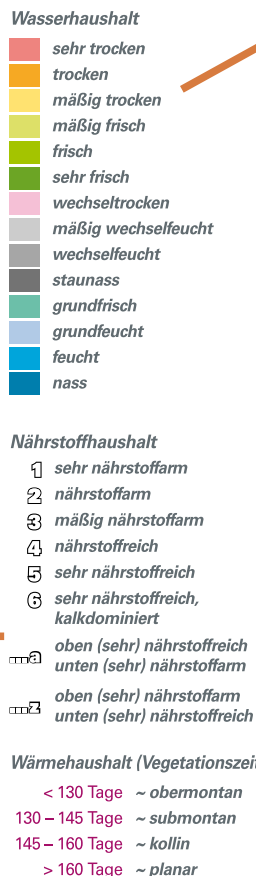 Wasserhaushalt
sehr trocken
trocken
mäßig trocken
mäßig frisch
frisch
sehr frisch
wechseltrocken
mäßig wechselfeucht
wechselfeucht
staunass
grundfrisch
grundfeucht
feucht
nass
Nährstoffhaushalt
1 sehr nährstoffarm
2 nährstoffarm
3 mäßig nährstoffarm
4 nährstoffreich
5 sehr nährstoffreich
6 sehr nährstoffreich,
kalkdominiert
...a oben (sehr) nährstoffreich
unten (sehr) nährstoffarm
...z oben (sehr) nährstoffarm
unten (sehr) nährstoffreich
Wärmehaushalt (Vegetationszeit
< 130 Tage ~ obermontan
130 – 145 Tage ~ submontan
145 – 160 Tage ~ kollin
> 160 Tage ~ planar